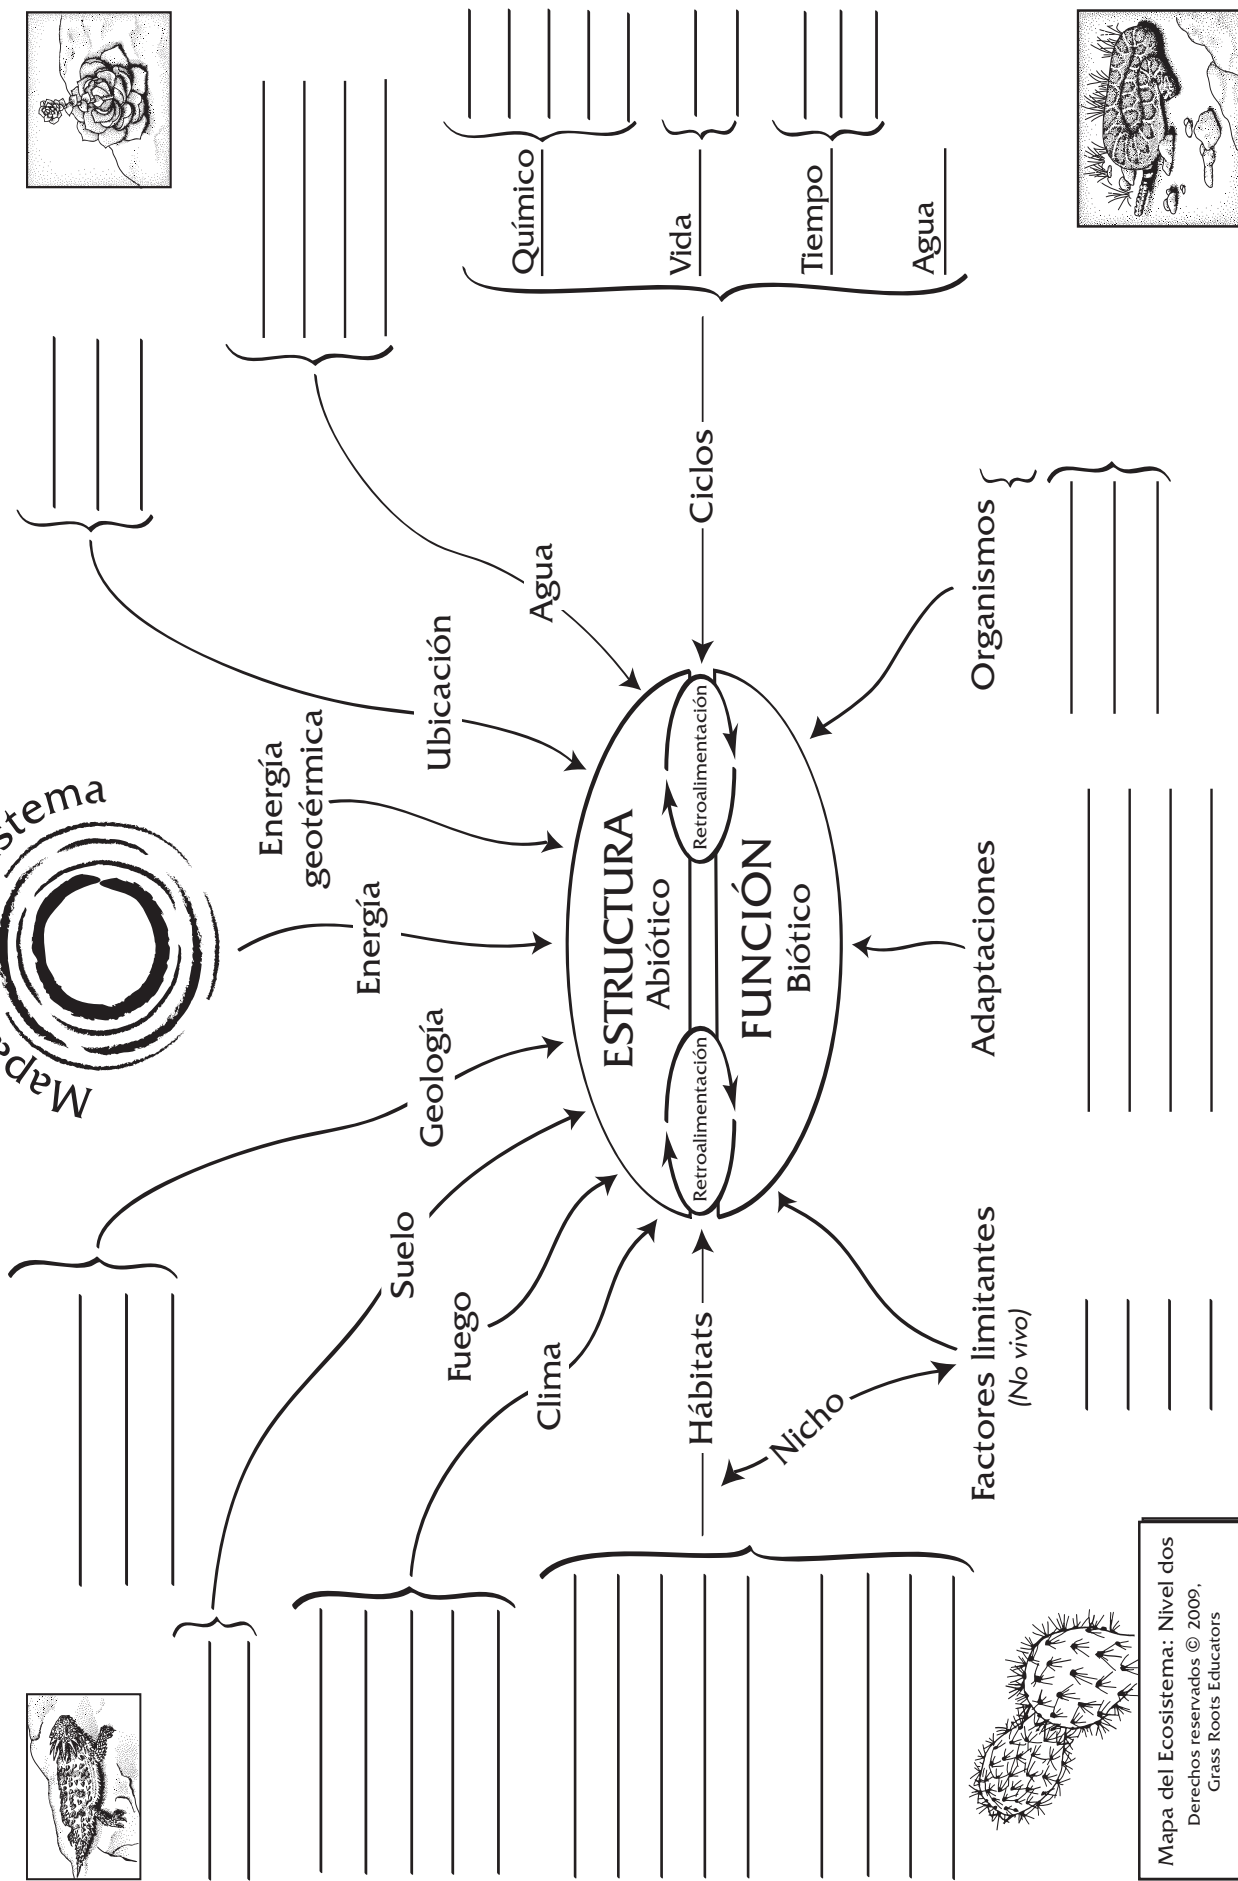 Mapa
stema
Energía
geotérmica
Energía
Geología
Ubicación
Suelo
Agua
Fuego
Clima
ESTRUCTURA
Abiótico
Retroalimentación
Retroalimentación
FUNCIÓN
Biótico
Hábitats
Ciclos
Químico
Vida
Tiempo
Agua
Nicho
Factores limitantes
(No vivo)
Adaptaciones
Organismos
Mapa del Ecosistema: Nivel dos
Derechos reservados © 2009,
Grass Roots Educators